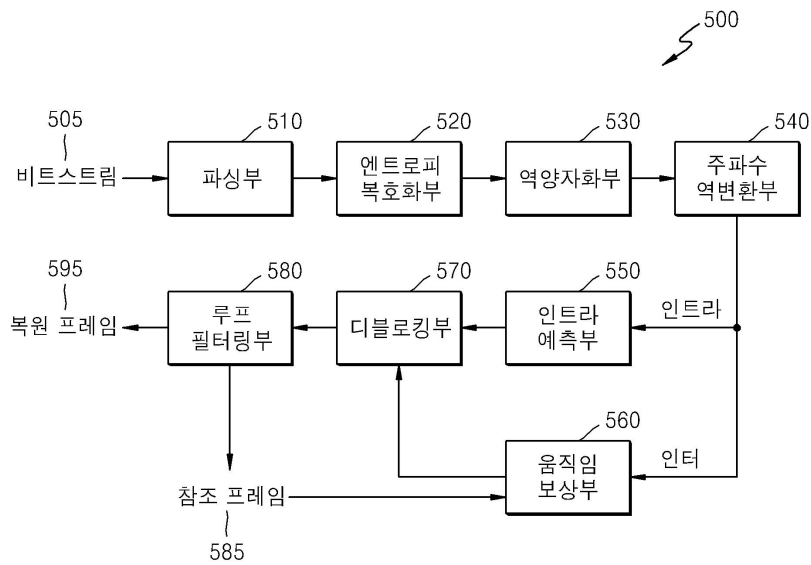 500
505
비트스트림
510
파싱부
520
엔트로피
복호화부
530
역양자화부
540
주파수
역변환부
595
복원 프레임
580
루프
필터링부
570
디블로킹부
550
인트라
예측부
인트라
560
움직임
보상부
인터
참조 프레임
585